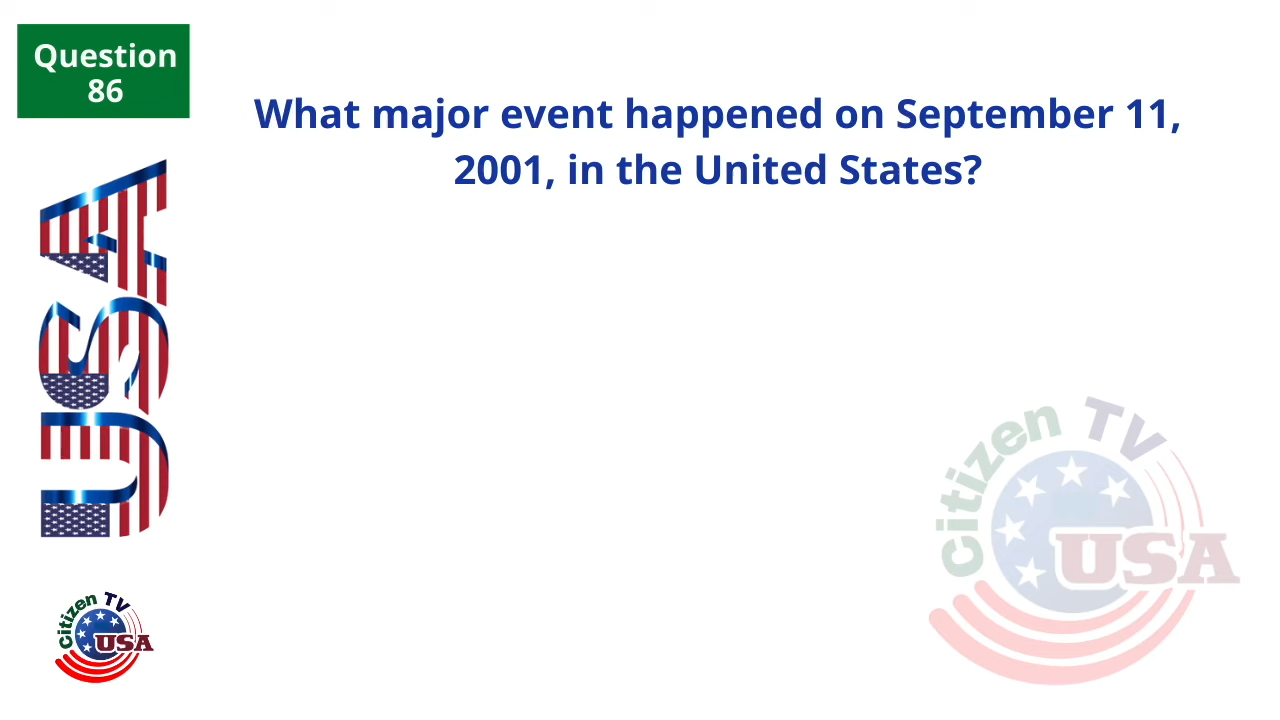 Question
86
What major event happened on September 11,
2001, in the United States?
USA
Citizen TV
USA
Citizen TV
USA